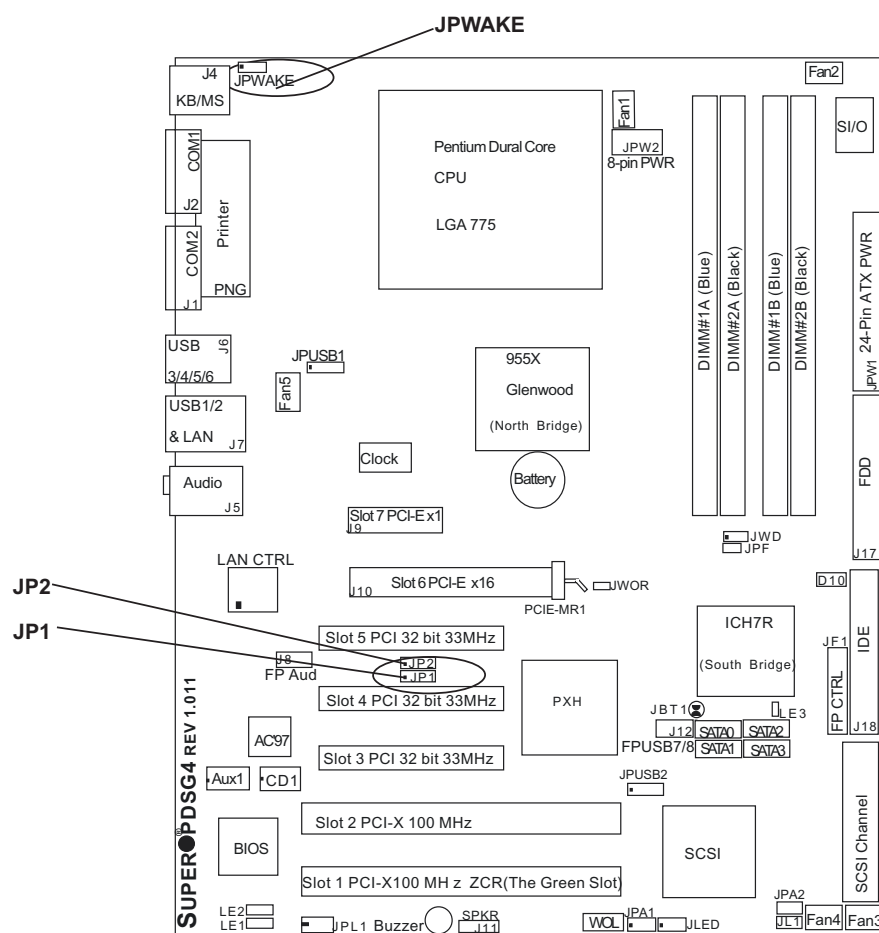 JPWAKE
J4
JPWAKE
KB/MS
Fan2
Fan1
SI/O
JPW2
8-pin PWR
Pentium Dural Core
CPU
LGA 775
COM1
J2
Printer
COM2
PNG
J1
DIMM#1A (Blue)
DIMM#2A (Black)
DIMM#1B (Blue)
DIMM#2B (Black)
24-Pin ATX PWR
JPW1
USB
J6
3/4/5/6
JPUSB1
Fan5
955X
Glenwood
(North Bridge)
USB1/2
& LAN
J7
Clock
Battery
FDD
J17
Audio
J5
Slot 7 PCI-E x1
J9
JWD
JPF
LAN CTRL
J10
Slot 6 PCI-E x16
PCIE-MR1
JWOR
D10
JP2
JP1
Slot 5 PCI 32 bit 33MHz
J8
FP Aud
JP2
JP1
Slot 4 PCI 32 bit 33MHz
PXH
ICH7R
(South Bridge)
JF1
FP CTRL
IDE
J18
JBT1
LE3
J12
FPUSB7/8
SATA0
SATA2
SATA1
SATA3
AC'97
Slot 3 PCI 32 bit 33MHz
Aux1
CD1
JPUSB2
SUPER®PDSG4 REV 1.011
BIOS
Slot 2 PCI-X 100 MHz
SCSI
SCSI Channel
Slot 1 PCI-X100 MH z ZCR(The Green Slot)
LE2
LE1
JPL1
Buzzer
SPKR
J11
WOL
JPA1
JLED
JPA2
JL1
Fan4
Fan3